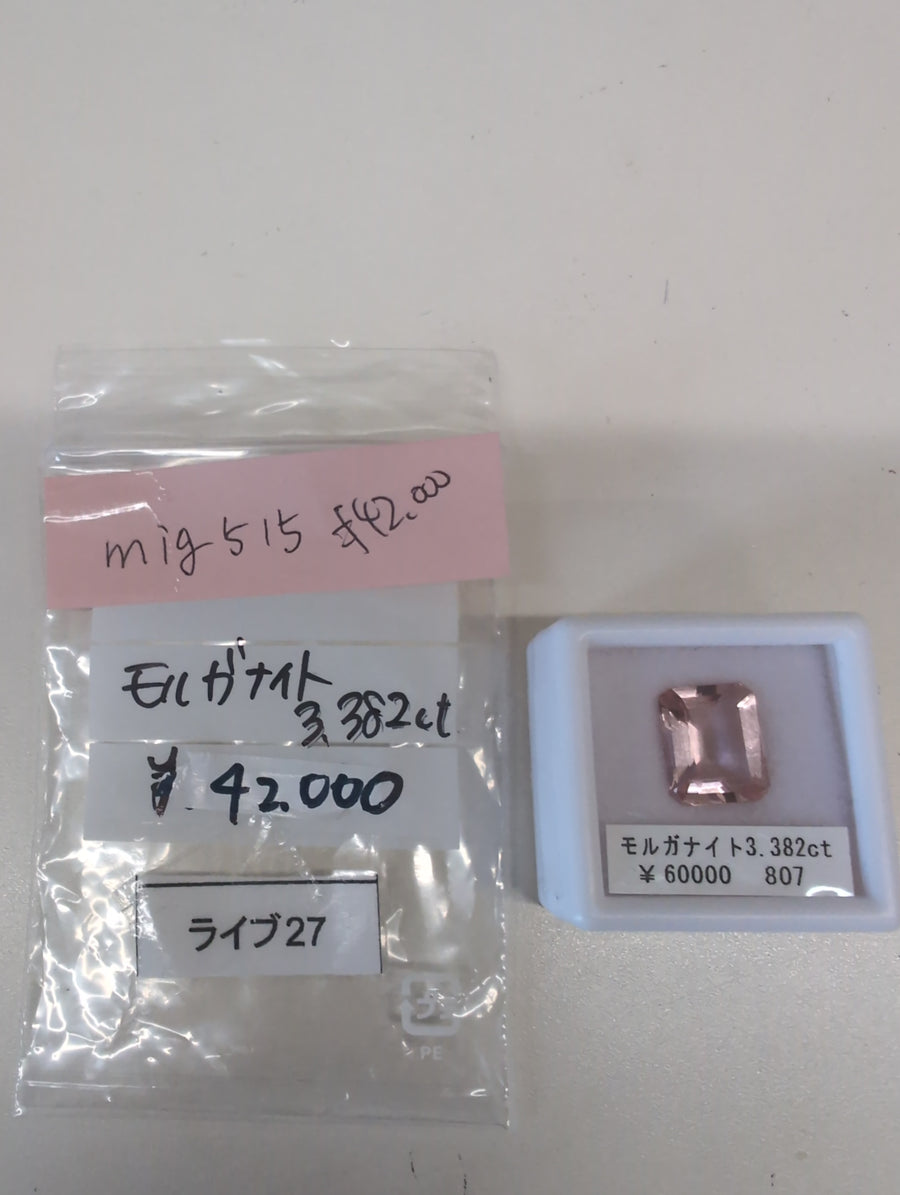 mig515 ¥42.000
モルガナイト
3.382ct
¥ 42.000
ライブ27
PE
モルガナイト3.382ct
¥60000 807